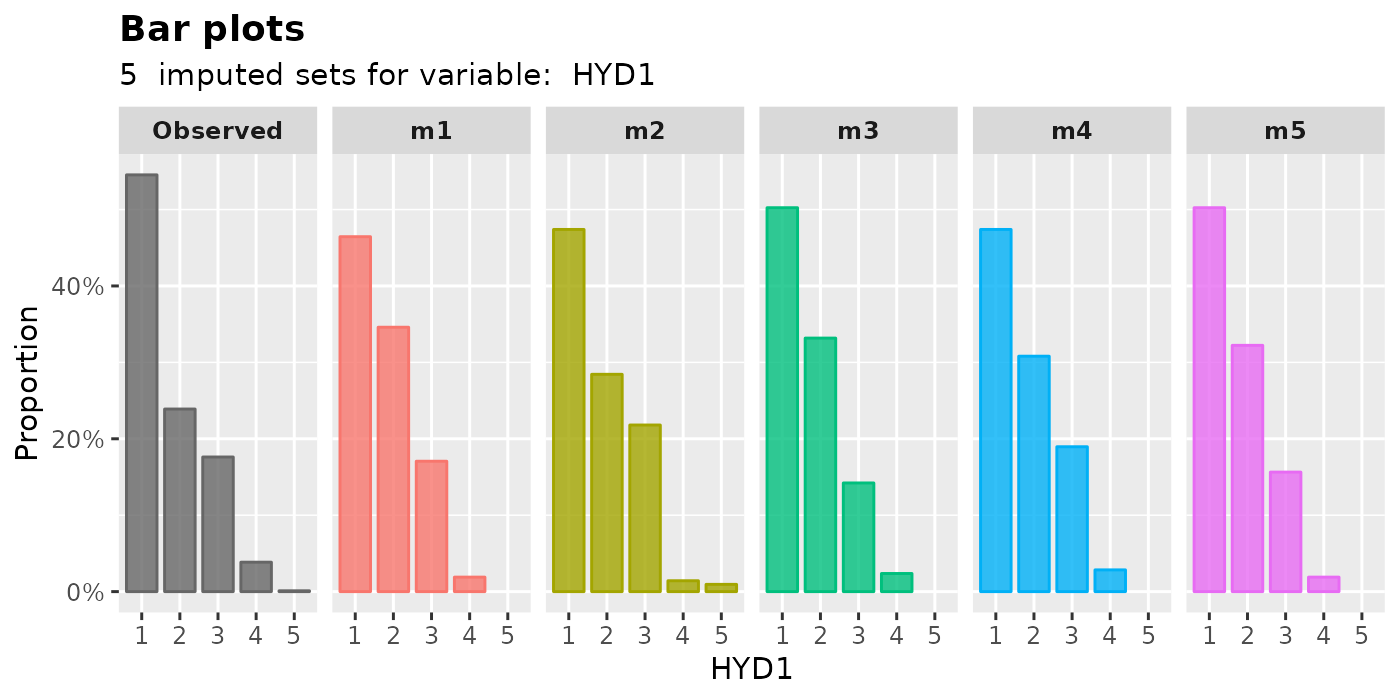 Bar plots
5 imputed sets for variable: HYD1
Observed m1 m2 m3 m4 m5
Proportion
40%
20%
0%
1 2 3 4 5 1 2 3 4 5 1 2 3 4 5 1 2 3 4 5 1 2 3 4 5 1 2 3 4 5
HYD1